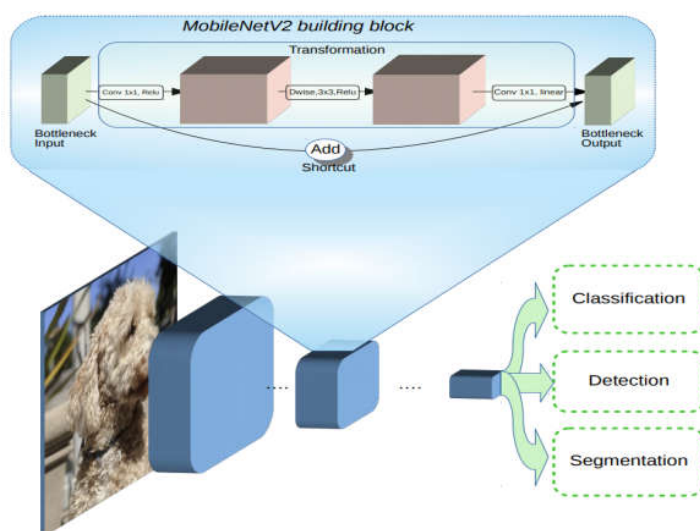 MobileNetV2 building block
Transformation
Conv 1x1, Relu
Dwise,3x3,Relu
Conv 1x1, linear
Bottleneck
Input
Add
Shortcut
Bottleneck
Output
Classification
Detection
Segmentation